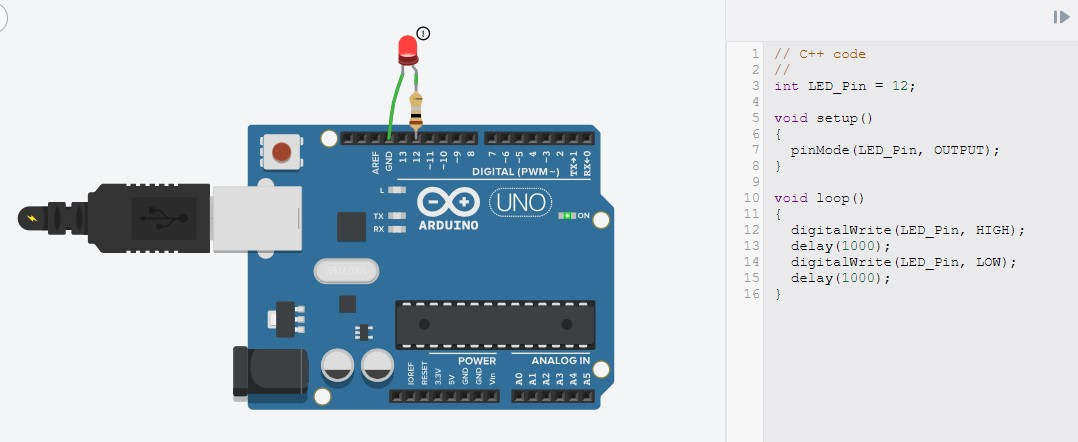 AREF
GND
13
12
~11
~10
~9
8
7
~6
~5
4
~3
2
TX→1
RX←0
DIGITAL (PWM~)
L
TX
RX
ARDUINO
UNO
ON
POWER
ANALOG IN
IOREF
RESET
3.3V
5V
GND
GND
Vin
A0
A1
A2
A3
A4
A5
1 // C++ code
2 //
3 int LED_Pin = 12;
4
5 void setup()
6 {
7   pinMode(LED_Pin, OUTPUT);
8 }
9
10 void loop()
11 {
12   digitalWrite(LED_Pin, HIGH);
13   delay(1000);
14   digitalWrite(LED_Pin, LOW);
15   delay(1000);
16 }